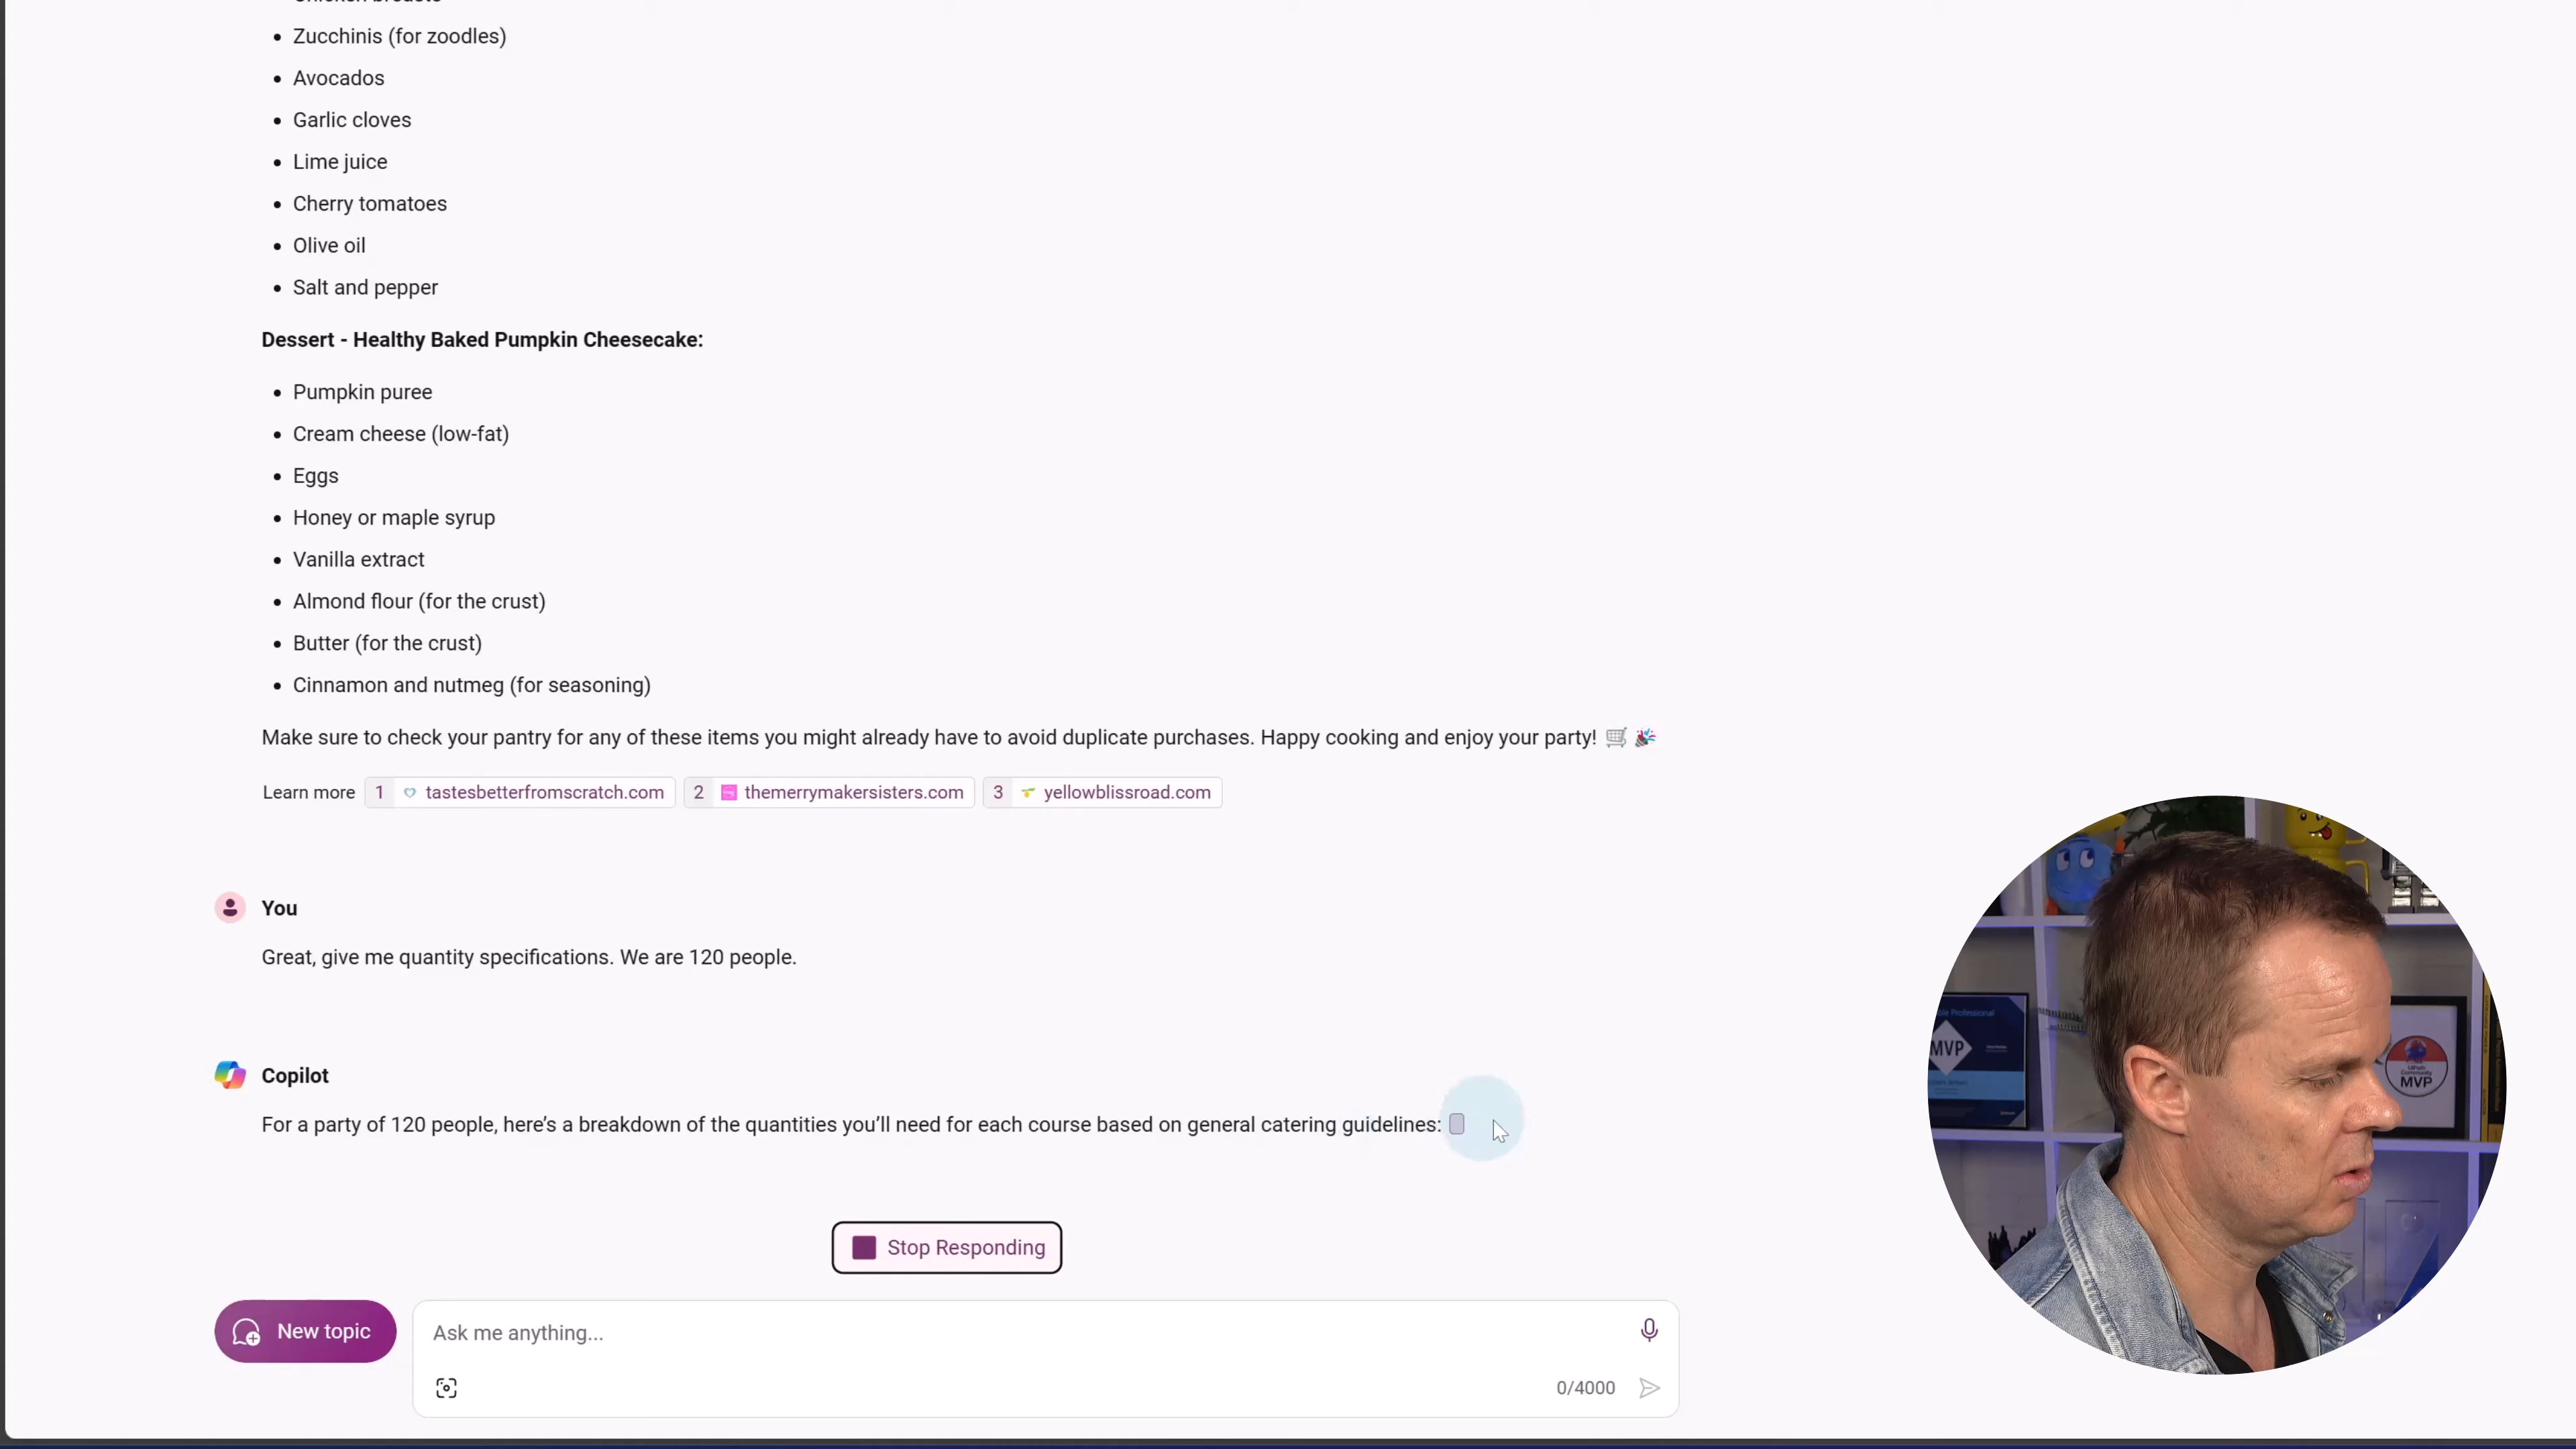 Zucchinis (for zoodles)
Avocados
Garlic cloves
Lime juice
Cherry tomatoes
Olive oil
Salt and pepper
Dessert - Healthy Baked Pumpkin Cheesecake:
Pumpkin puree
Cream cheese (low-fat)
Eggs
Honey or maple syrup
Vanilla extract
Almond flour (for the crust)
Butter (for the crust)
Cinnamon and nutmeg (for seasoning)
Make sure to check your pantry for any of these items you might already have to avoid duplicate purchases. Happy cooking and enjoy your party! 🛒 🎉
Learn more 1 tastesbetterfromscratch.com 2 themerrymakersisters.com 3 yellowblissroad.com
You
Great, give me quantity specifications. We are 120 people.
Copilot
For a party of 120 people, here’s a breakdown of the quantities you’ll need for each course based on general catering guidelines:
Stop Responding
New topic
Ask me anything...
0/4000
Professional
MVP
UiPath
Community
MVP